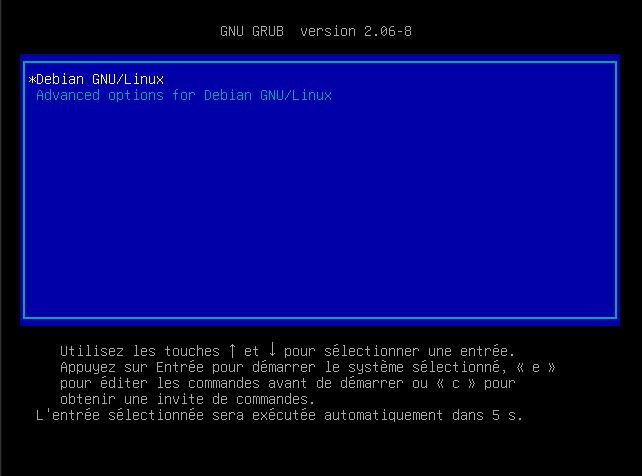 GNU GRUB  version 2.06-8
*Debian GNU/Linux
Advanced options for Debian GNU/Linux
Utilisez les touches ↑ et ↓ pour sélectionner une entrée.
Appuyez sur Entrée pour démarrer le système sélectionné, « e »
pour éditer les commandes avant de démarrer ou « c » pour
obtenir une invite de commandes.
L'entrée sélectionnée sera exécutée automatiquement dans 5 s.